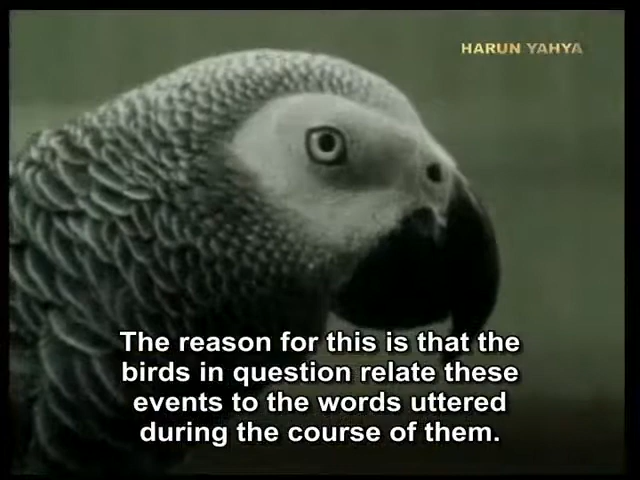 HARUN YAHYA
The reason for this is that the
birds in question relate these
events to the words uttered
during the course of them.